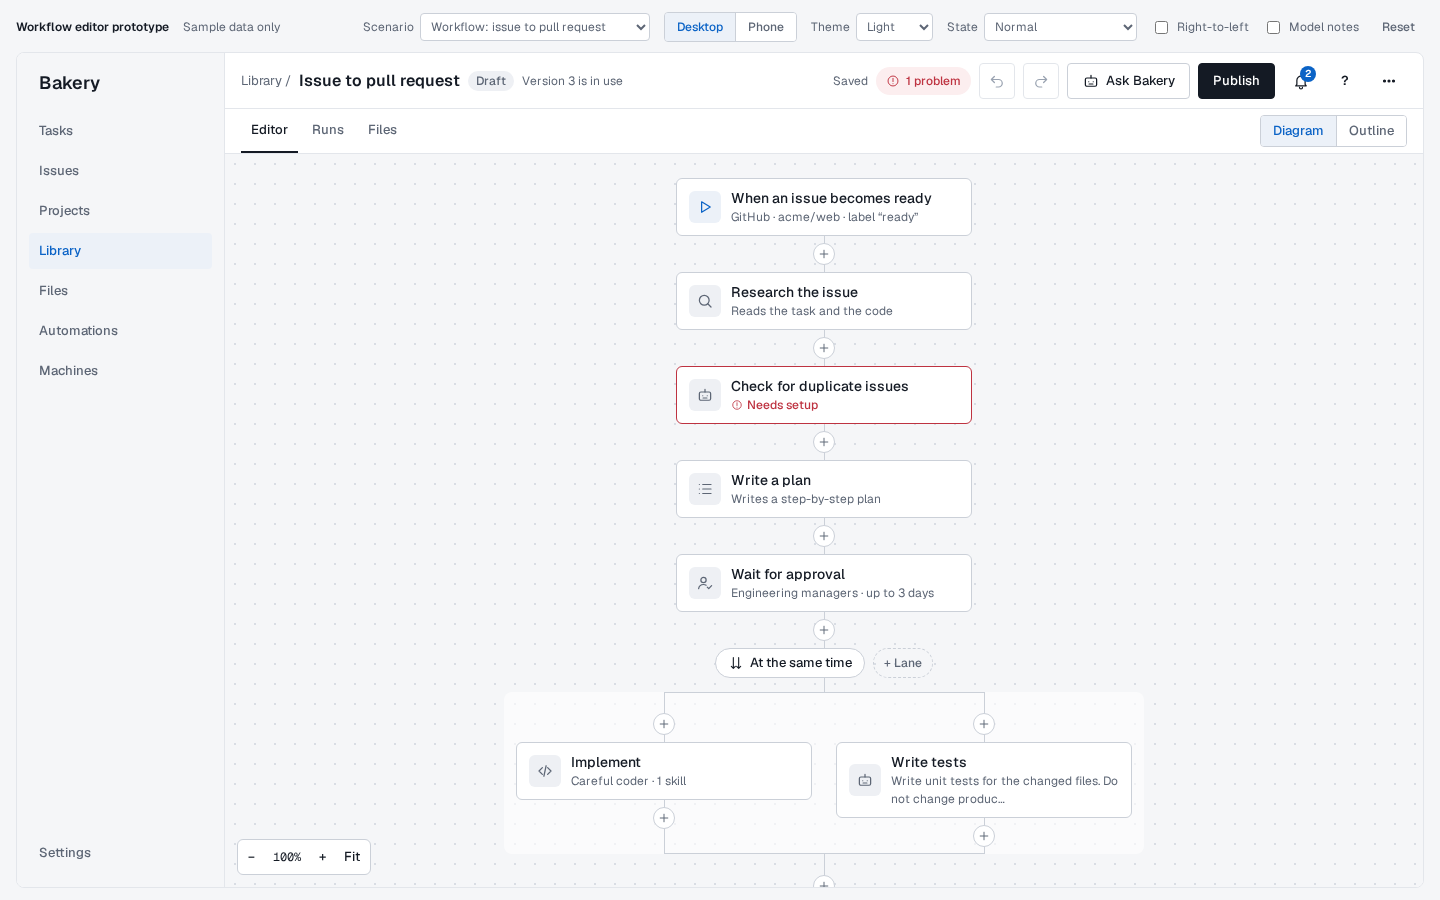 Workflow editor prototype Sample data only Scenario Workflow: issue to pull request Desktop Phone Theme Light State Normal Right-to-left Model notes Reset
Bakery
Tasks
Issues
Projects
Library
Files
Automations
Machines
Settings
Library / Issue to pull request Draft Version 3 is in use Saved 1 problem Ask Bakery Publish 2 ? •••
Editor Runs Files Diagram Outline
When an issue becomes ready
GitHub · acme/web · label “ready”
+
Research the issue
Reads the task and the code
+
Check for duplicate issues
Needs setup
+
Write a plan
Writes a step-by-step plan
+
Wait for approval
Engineering managers · up to 3 days
+
At the same time + Lane
+ +
Implement
Careful coder · 1 skill
+
Write tests
Write unit tests for the changed files. Do
not change produc…
+
+
− 100% + Fit